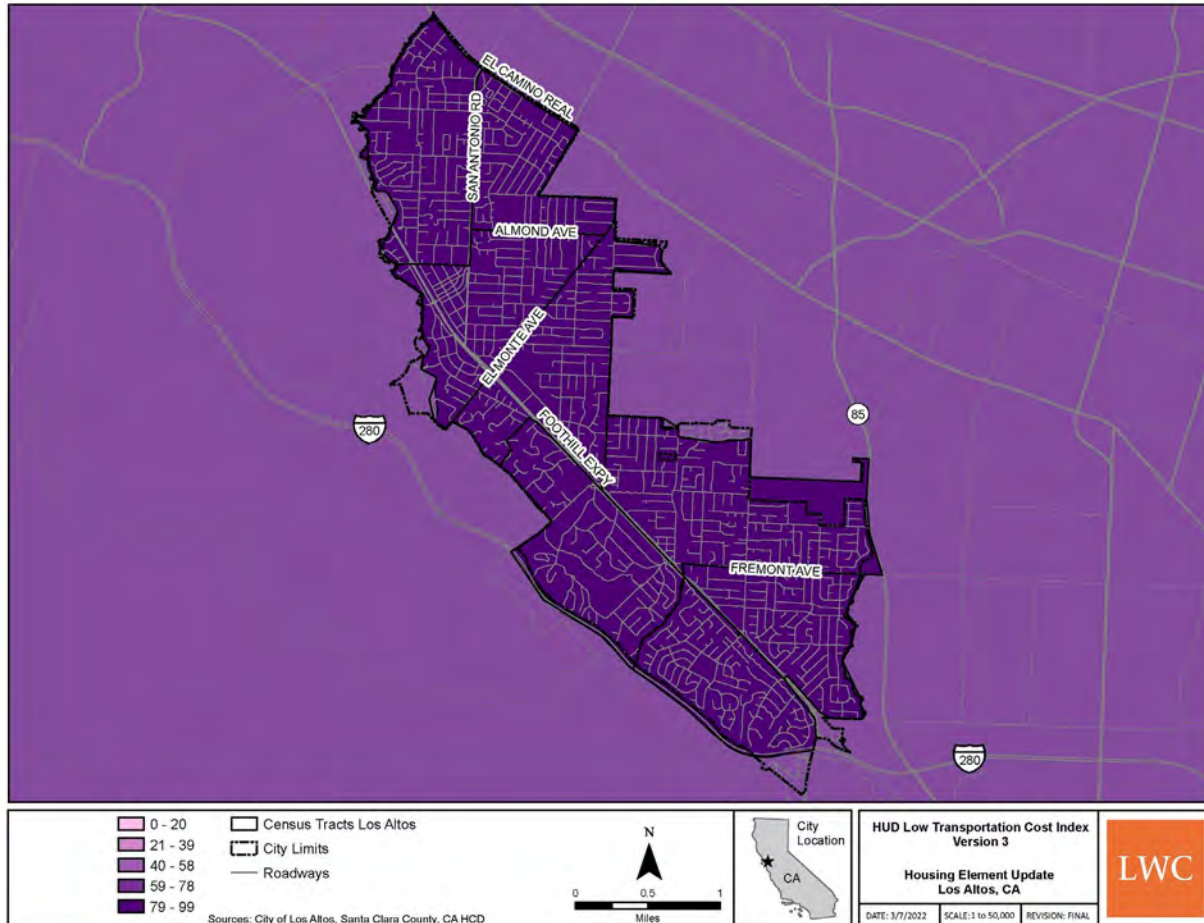 EL CAMINO REAL
SAN ANTONIO RD
ALMOND AVE
EL MONTE AVE
FOOTHILL EXPY
280
85
FREMONT AVE
280
0 - 20
21 - 39
40 - 58
59 - 78
79 - 99
Census Tracts Los Altos
City Limits
Roadways
Sources: City of Los Altos, Santa Clara County, CA HCD
N
0 0.5 1
Miles
City
Location
CA
HUD Low Transportation Cost Index
Version 3
Housing Element Update
Los Altos, CA
DATE: 3/7/2022 SCALE: 1 to 50,000 REVISION: FINAL
LWC